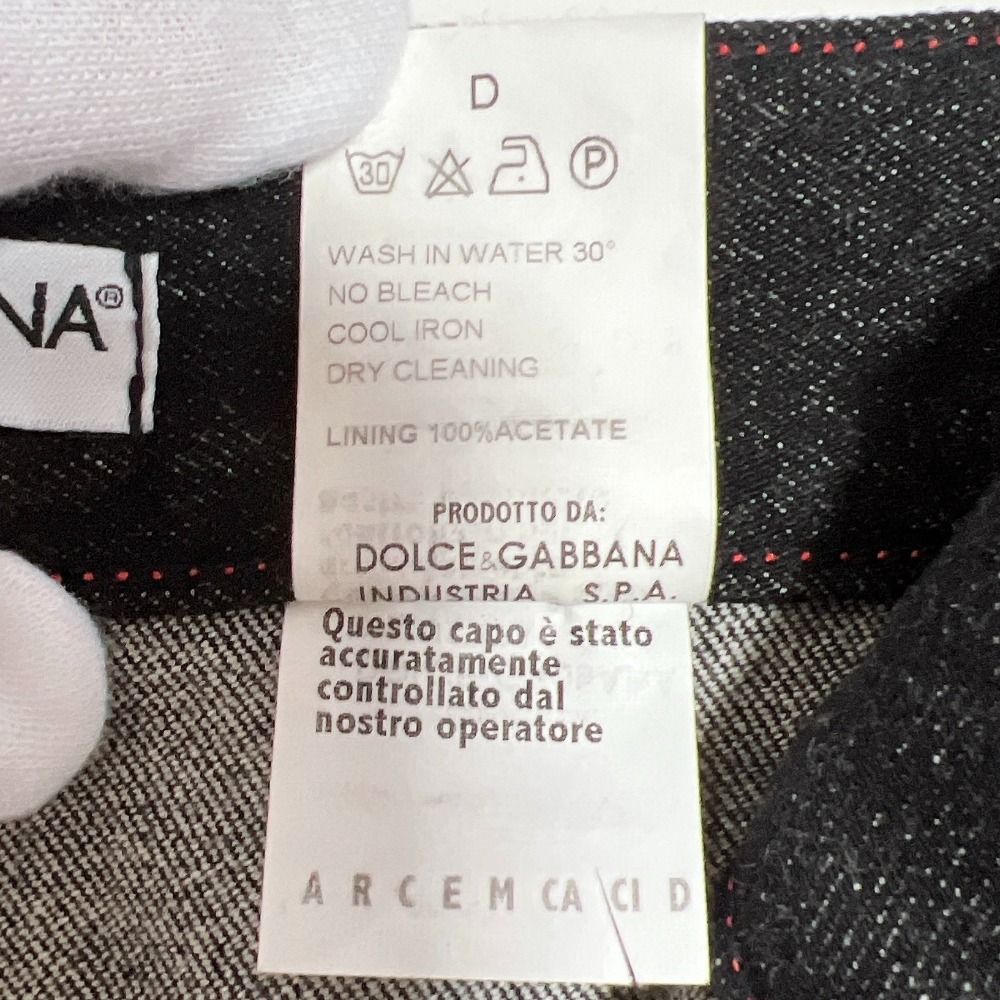 D
30 P
WASH IN WATER 30°
NO BLEACH
COOL IRON
DRY CLEANING
LINING 100%ACETATE
NA®
PRODOTTO DA:
DOLCE&GABBANA
INDUSTRIA S.P.A.
Questo capo è stato
accuratamente
controllato dal
nostro operatore
A R C E M CA CI D